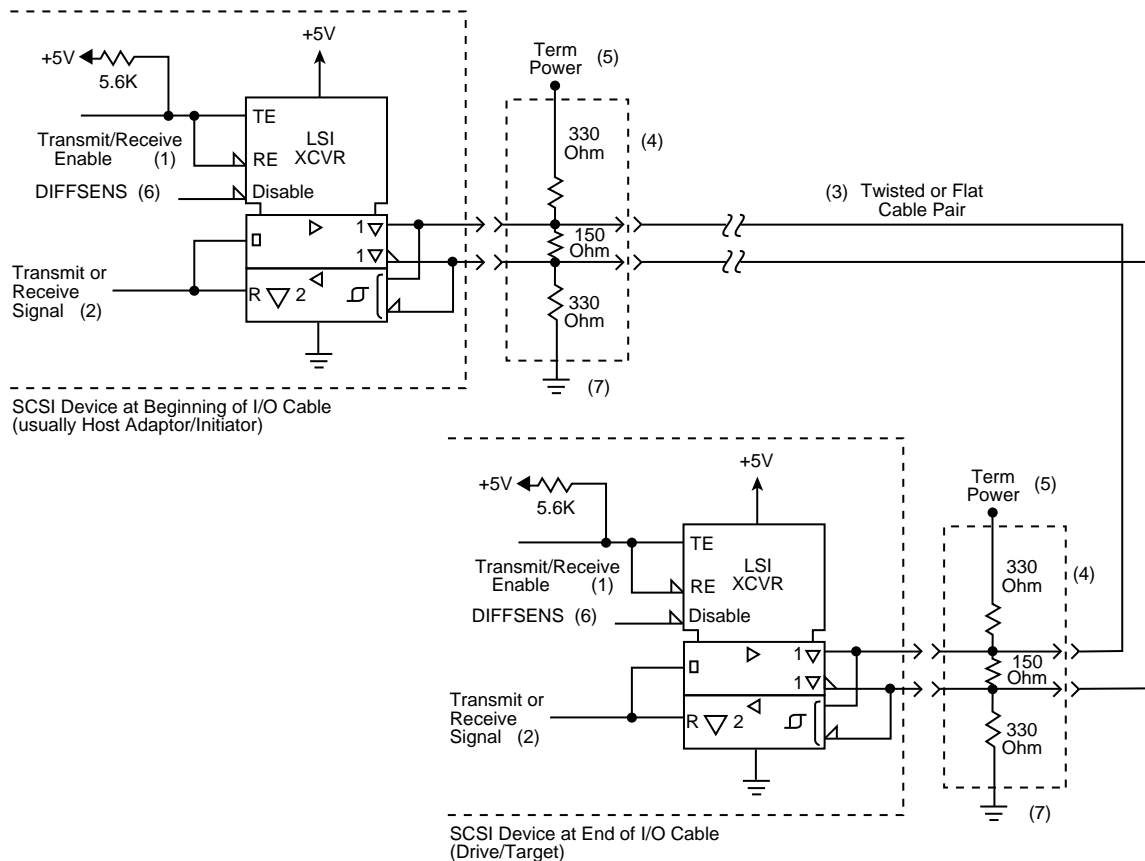 +5V
+5V
5.6K
TE
LSI
XCVR
Transmit/Receive
Enable (1)
RE
DIFFSENS (6)
Disable
1
1
Transmit or
Receive
Signal (2)
R
2
Term
Power (5)
330
Ohm
(4)
150
Ohm
330
Ohm
(7)
(3) Twisted or Flat
Cable Pair
SCSI Device at Beginning of I/O Cable
(usually Host Adaptor/Initiator)
+5V
+5V
5.6K
TE
LSI
XCVR
Transmit/Receive
Enable (1)
RE
DIFFSENS (6)
Disable
1
1
Transmit or
Receive
Signal (2)
R
2
Term
Power (5)
330
Ohm
(4)
150
Ohm
330
Ohm
(7)
SCSI Device at End of I/O Cable
(Drive/Target)